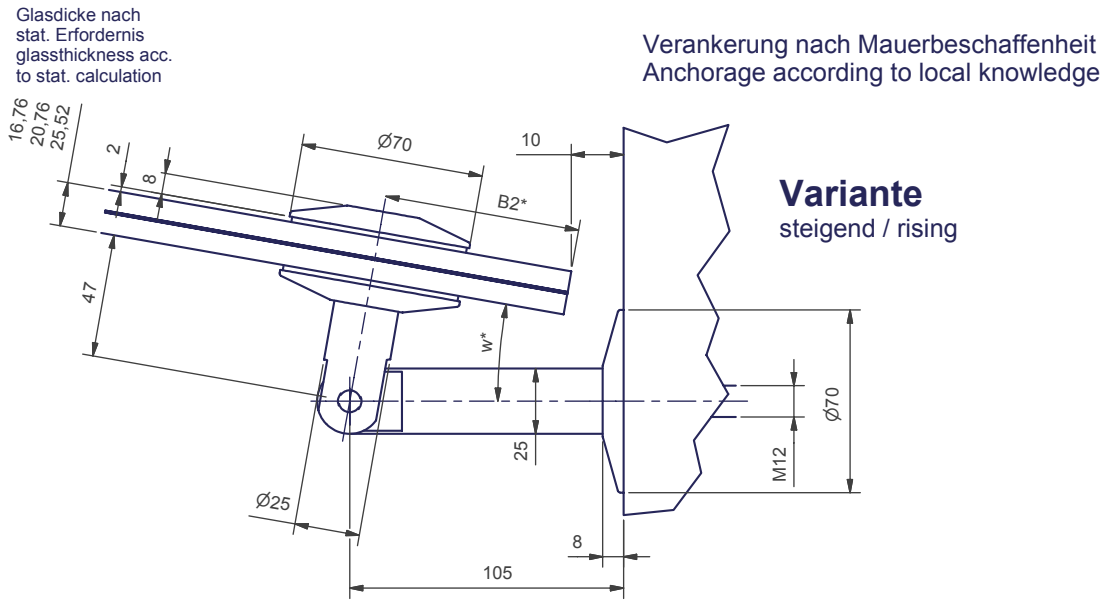 Glasdicke nach
stat. Erfordernis
glassthickness acc.
to stat. calculation
Verankerung nach Mauerbeschaffenheit
Anchorage according to local knowledge
16,76
20,76
25,52
2
8
Ø70
10
B2*
Variante
steigend / rising
47
w*
Ø70
25
M12
Ø25
8
105